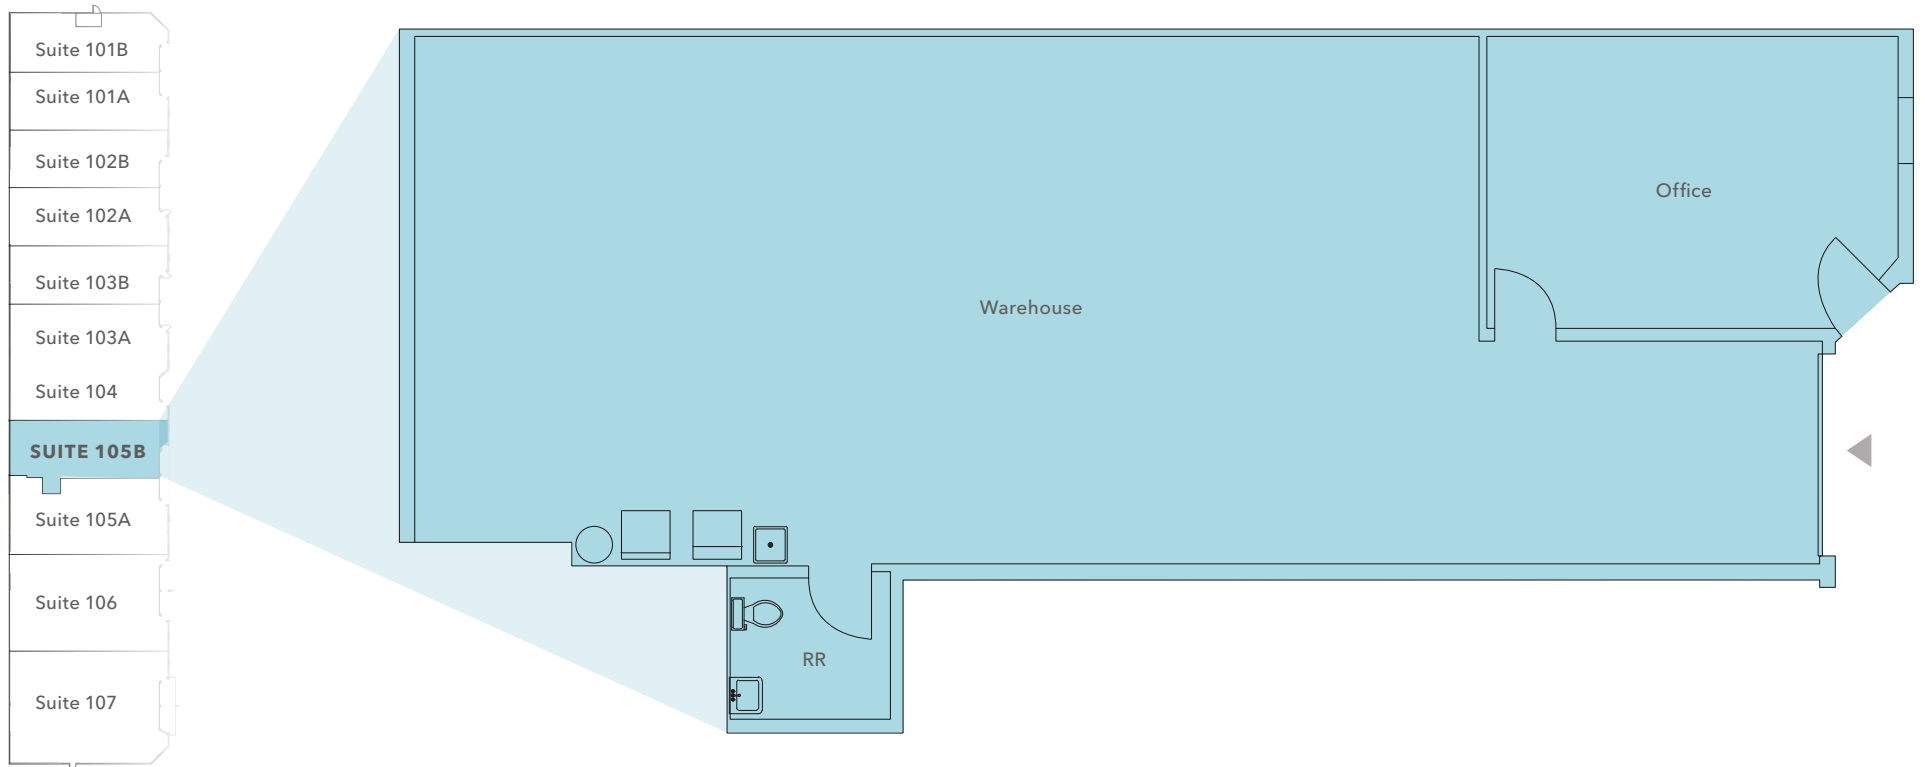 Suite 101B
Suite 101A
Suite 102B
Suite 102A
Suite 103B
Suite 103A
Suite 104
SUITE 105B
Suite 105A
Suite 106
Suite 107
Office
Warehouse
RR